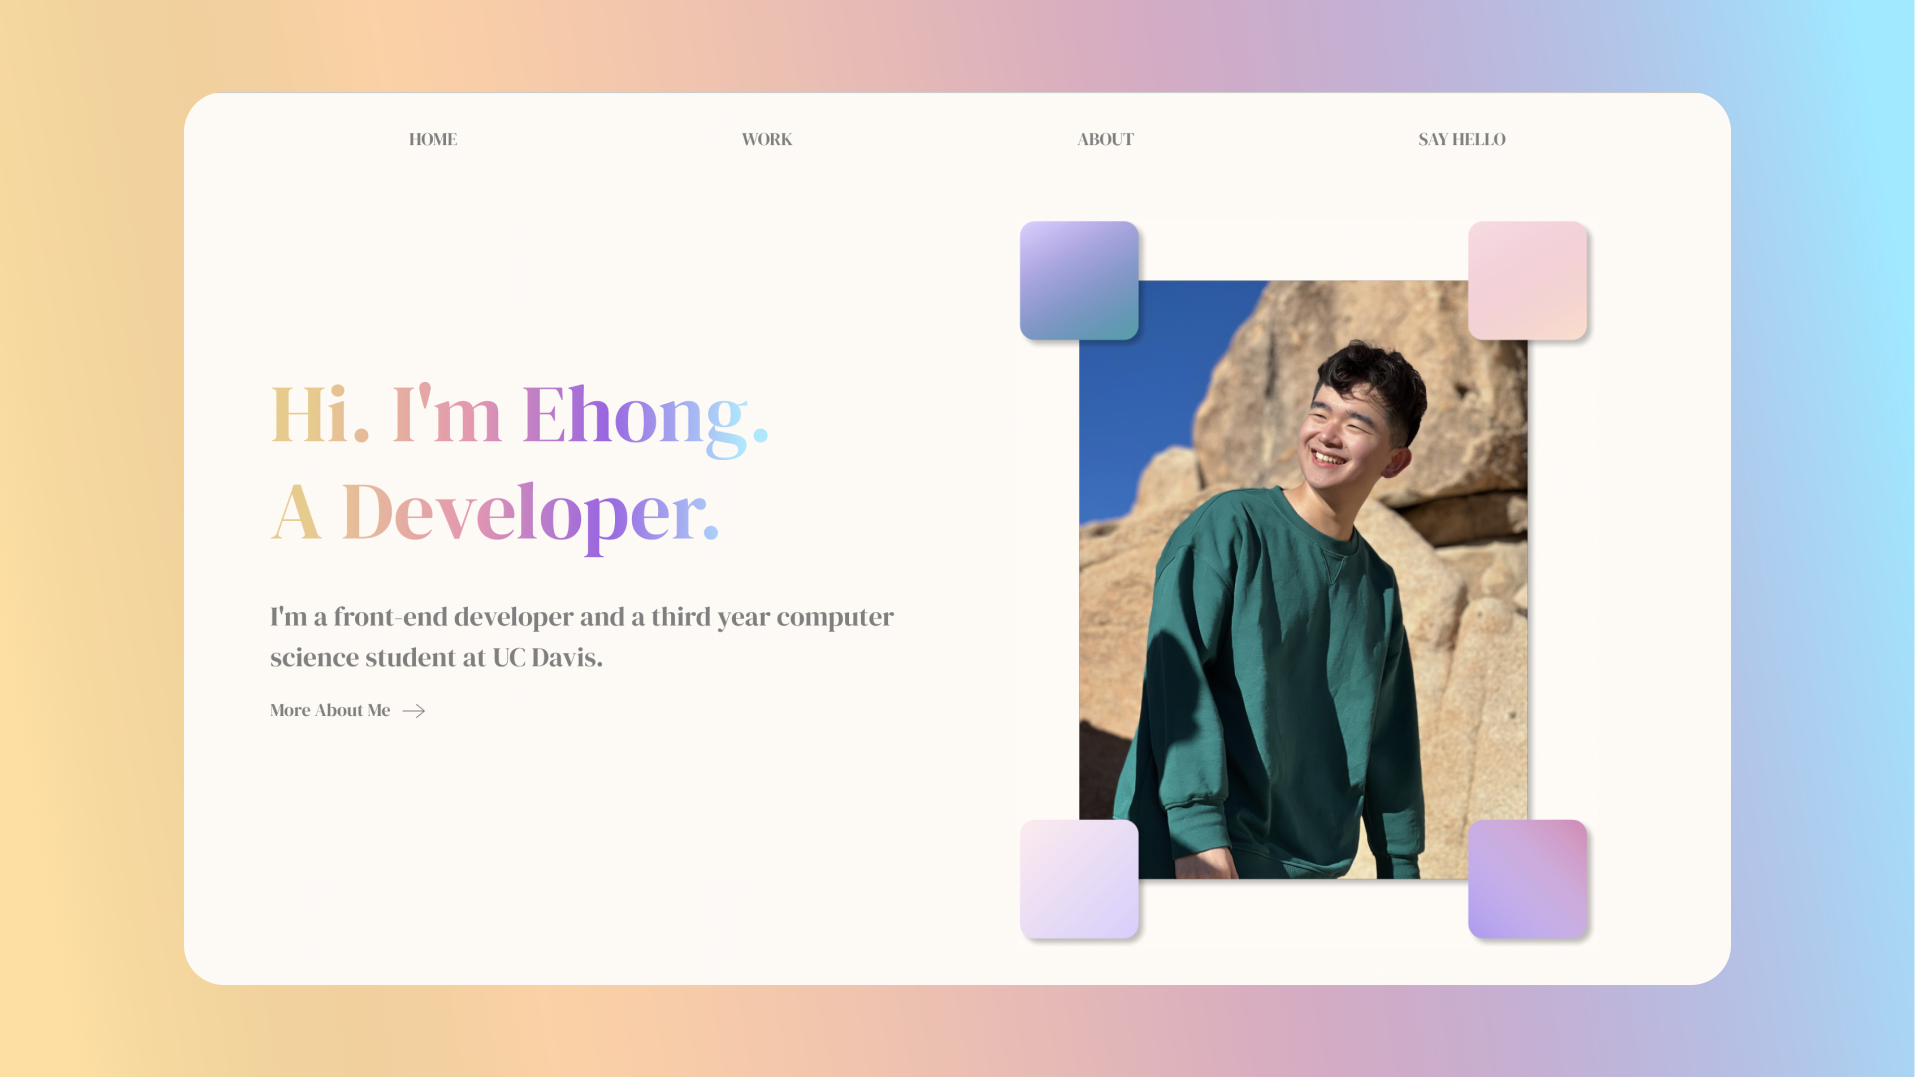 HOME WORK ABOUT SAY HELLO
Hi. I'm Ehong.
A Developer.
I'm a front-end developer and a third year computer
science student at UC Davis.
More About Me